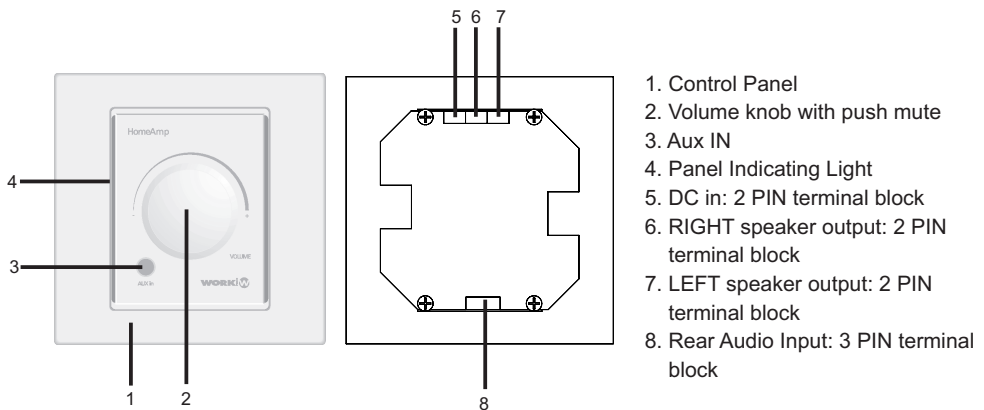 5 6 7
HomeAmp
VOLUME
AUX IN
WORK W
4
3
1
2
8
1. Control Panel
2. Volume knob with push mute
3. Aux IN
4. Panel Indicating Light
5. DC in: 2 PIN terminal block
6. RIGHT speaker output: 2 PIN
terminal block
7. LEFT speaker output: 2 PIN
terminal block
8. Rear Audio Input: 3 PIN terminal
block